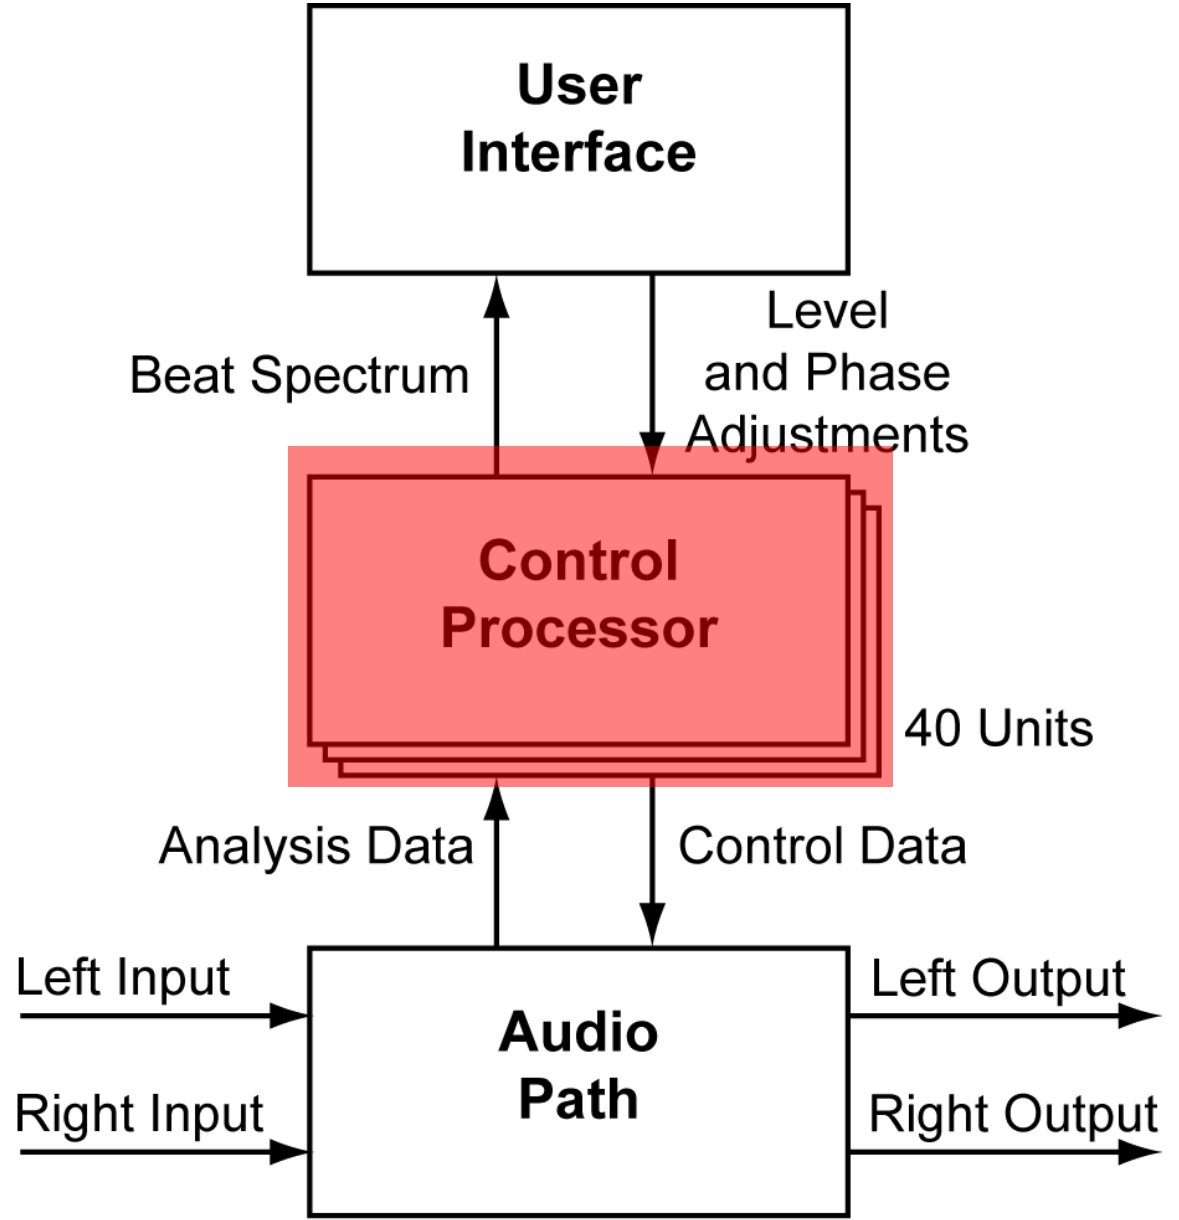 User
Interface
Beat Spectrum
Level
and Phase
Adjustments
Control
Processor
40 Units
Analysis Data
Control Data
Left Input
Right Input
Audio
Path
Left Output
Right Output